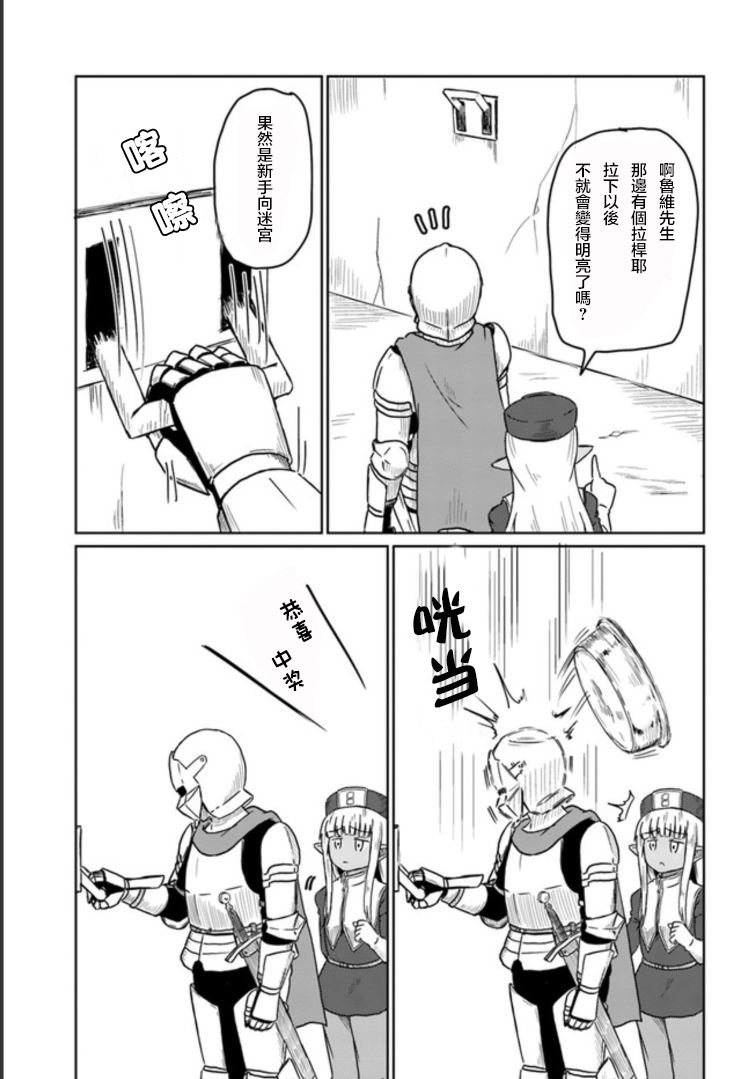 啊魯維先生
那邊有個拉桿耶
拉下以後
不就會變得明亮了嗎？
果然是新手向迷宮
喀
嚓
咣
当
恭喜
中奖